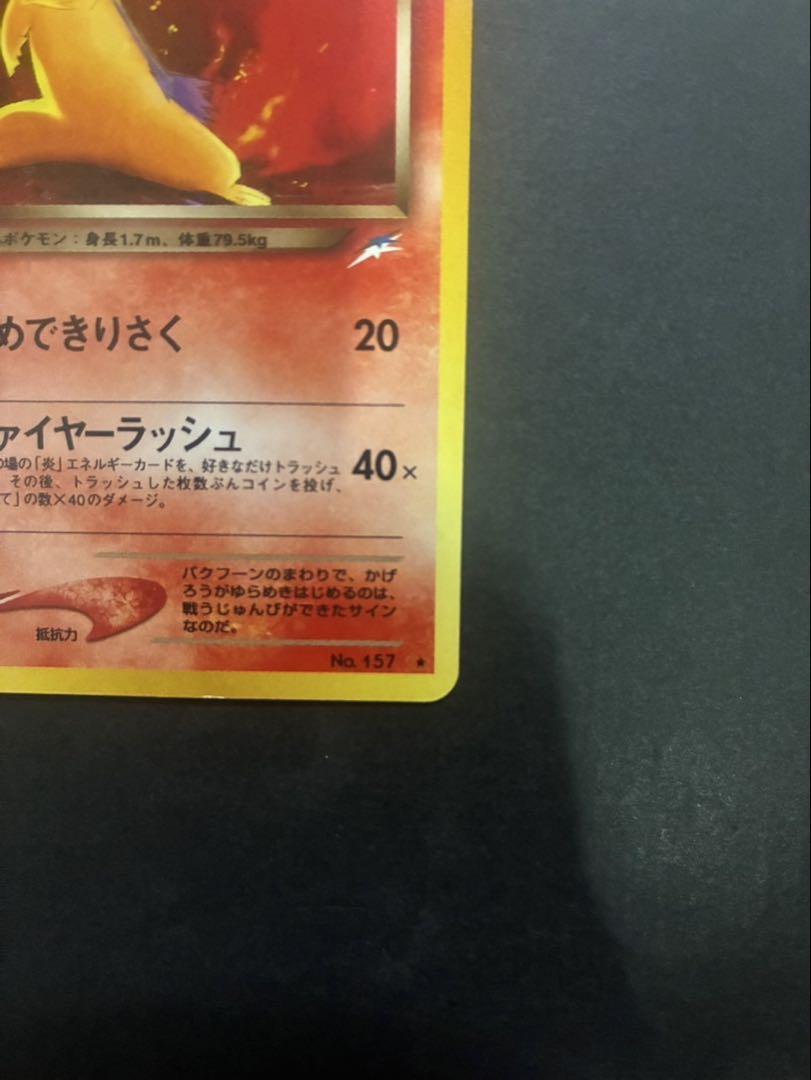 ポケモン：身長1.7m、体重79.5kg
めできりさく 20
ァイヤーラッシュ
の場の「炎」エネルギーカードを、好きなだけトラッシュ 40×
その後、トラッシュした枚数ぶんコインを投げ、
て」の数×40のダメージ。
バクフーンのまわりで、かげ
ろうがゆらめきはじめるのは、
戦うじゅんびができたサイン
なのだ。
抵抗力
No. 157 ★